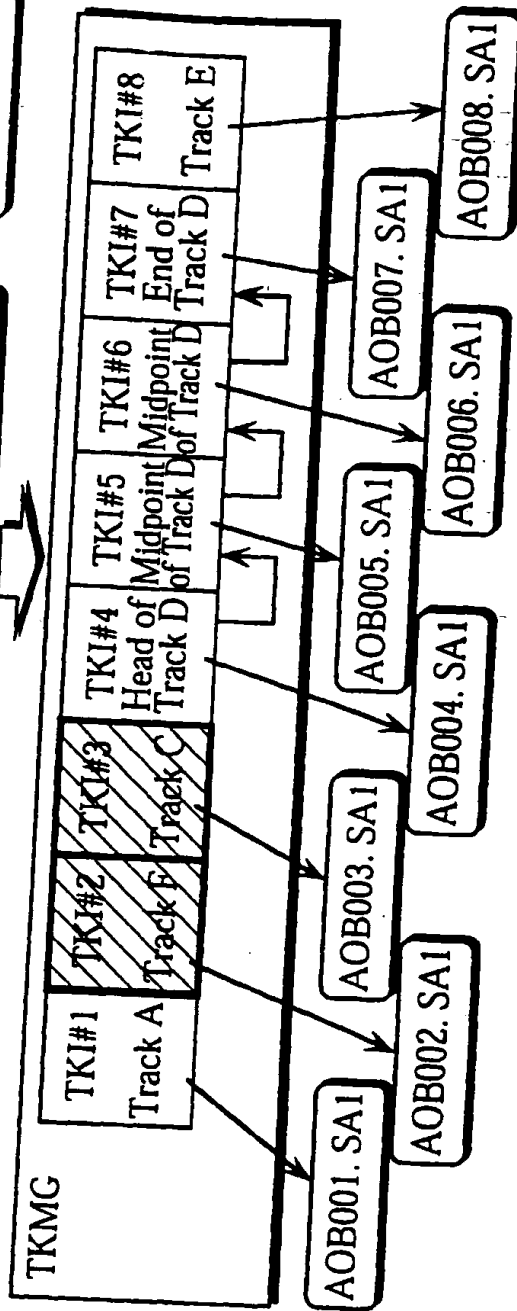 TKMG
TKI#1
Track A
TKI#2
Track F
TKI#3
Track C
TKI#4
Head of
Track D
TKI#5
Midpoint
of Track D
TKI#6
Midpoint
of Track D
TKI#7
End of
Track D
TKI#8
Track E
AOB001. SA1
AOB002. SA1
AOB003. SA1
AOB004. SA1
AOB005. SA1
AOB006. SA1
AOB007. SA1
AOB008. SA1